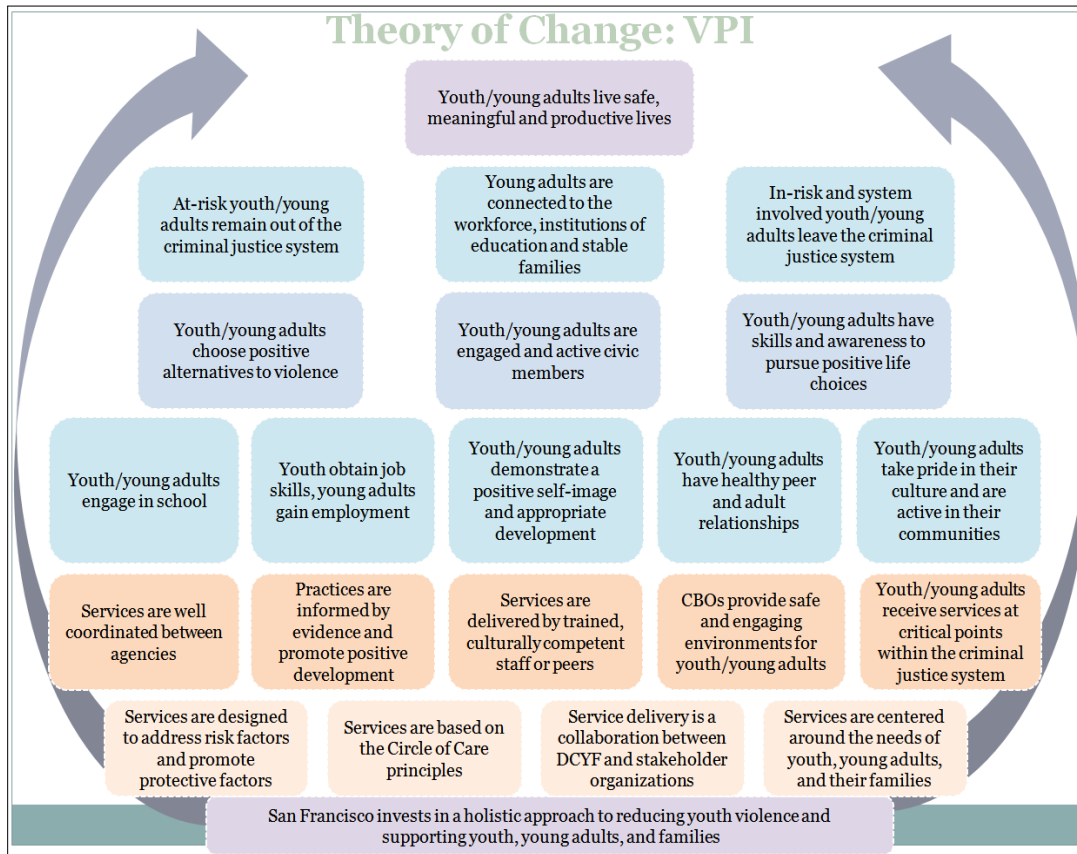 Theory of Change: VPI
Youth/young adults live safe,
meaningful and productive lives
At-risk youth/young
adults remain out of the
criminal justice system
Young adults are
connected to the
workforce, institutions of
education and stable
families
In-risk and system
involved youth/young
adults leave the criminal
justice system
Youth/young adults
choose positive
alternatives to violence
Youth/young adults are
engaged and active civic
members
Youth/young adults have
skills and awareness to
pursue positive life
choices
Youth/young adults
engage in school
Youth obtain job
skills, young adults
gain employment
Youth/young adults
demonstrate a
positive self-image
and appropriate
development
Youth/young adults
have healthy peer
and adult
relationships
Youth/young adults
take pride in their
culture and are
active in their
communities
Services are well
coordinated between
agencies
Practices are
informed by
evidence and
promote positive
development
Services are
delivered by trained,
culturally competent
staff or peers
CBOs provide safe
and engaging
environments for
youth/young adults
Youth/young adults
receive services at
critical points
within the criminal
justice system
Services are designed
to address risk factors
and promote
protective factors
Services are based on
the Circle of Care
principles
Service delivery is a
collaboration between
DCYF and stakeholder
organizations
Services are centered
around the needs of
youth, young adults,
and their families
San Francisco invests in a holistic approach to reducing youth violence and
supporting youth, young adults, and families